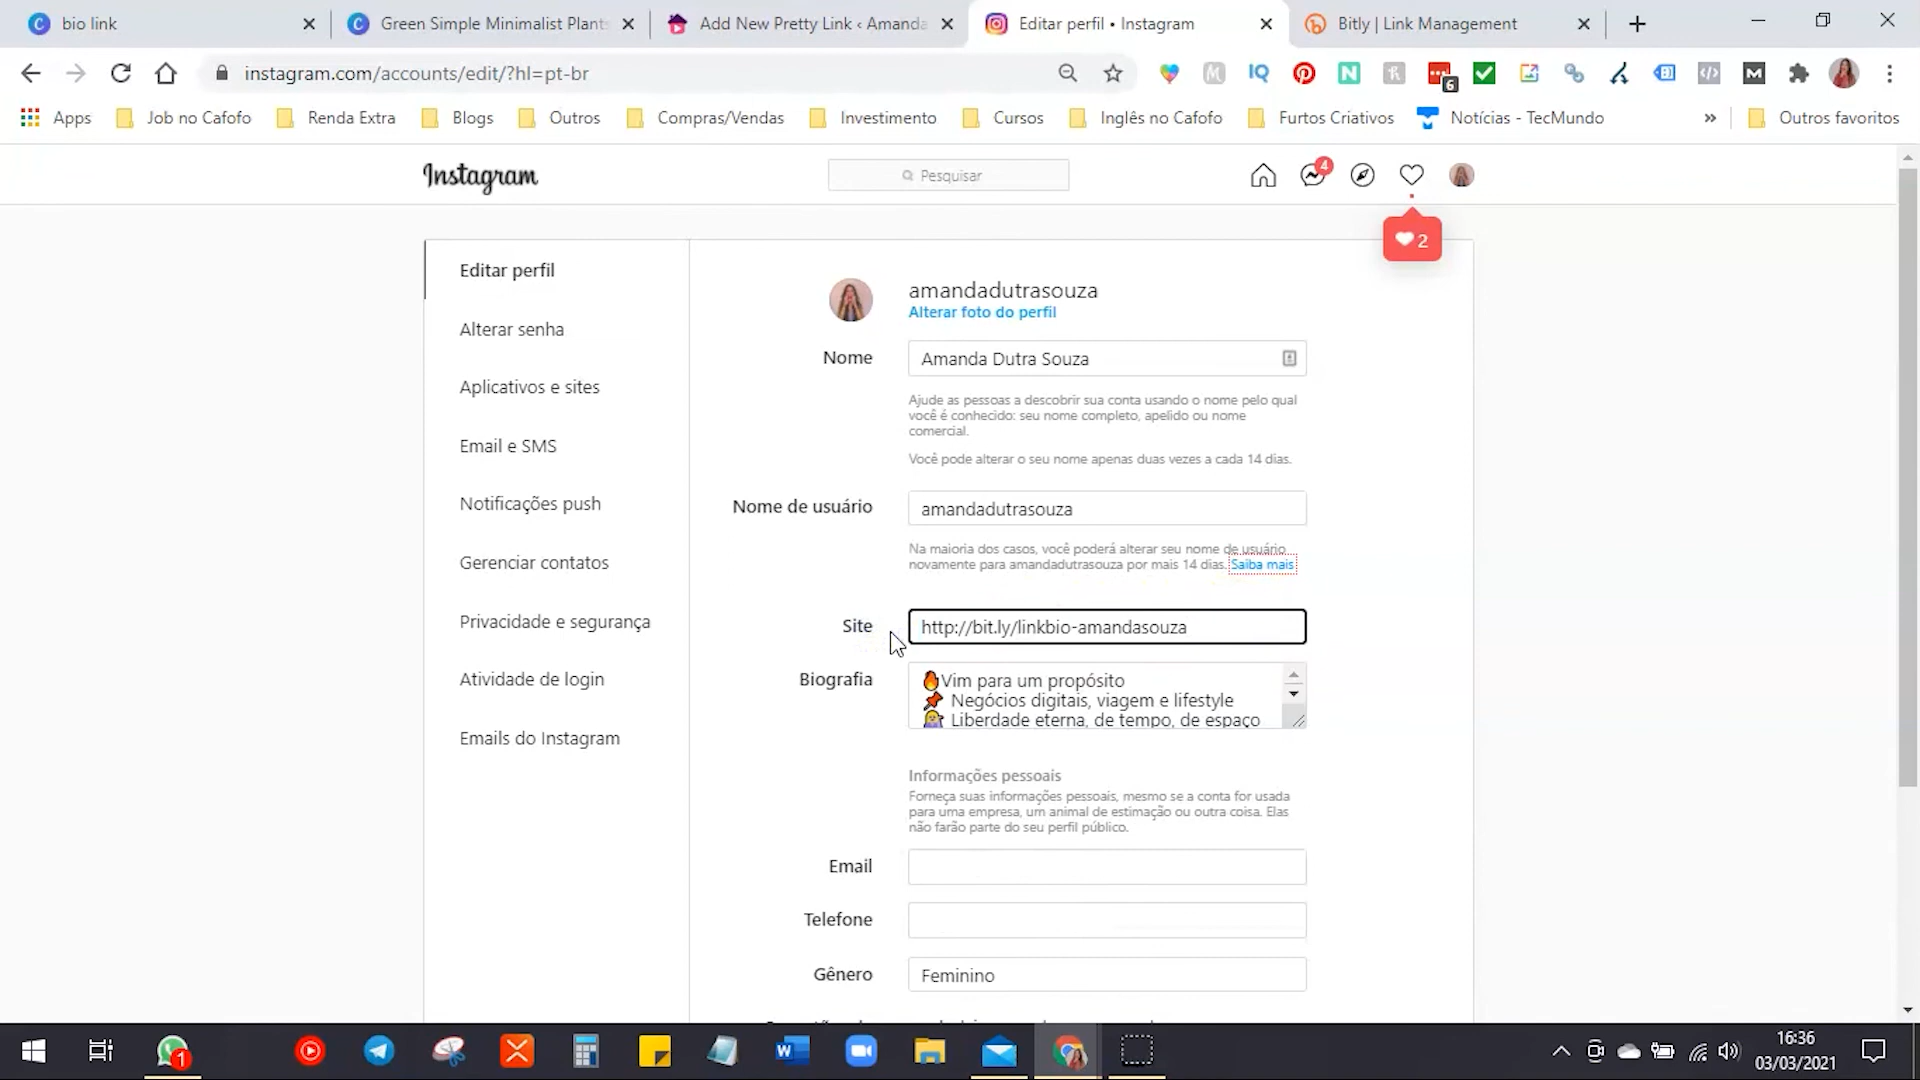 bio link
Green Simple Minimalist Plants
Add New Pretty Link ‹ Amanda
Editar perfil • Instagram
Bitly | Link Management
instagram.com/accounts/edit/?hl=pt-br
6
Apps
Job no Cafofo
Renda Extra
Blogs
Outros
Compras/Vendas
Investimento
Cursos
Inglês no Cafofo
Furtos Criativos
Notícias - TecMundo
»
Outros favoritos
Instagram
Pesquisar
4
2
Editar perfil
Alterar senha
Aplicativos e sites
Email e SMS
Notificações push
Gerenciar contatos
Privacidade e segurança
Atividade de login
Emails do Instagram
amandadutrasouza
Alterar foto do perfil
Nome
Amanda Dutra Souza
Ajude as pessoas a descobrir sua conta usando o nome pelo qual
você é conhecido: seu nome completo, apelido ou nome
comercial.
Você pode alterar o seu nome apenas duas vezes a cada 14 dias.
Nome de usuário
amandadutrasouza
Na maioria dos casos, você poderá alterar seu nome de usuário
novamente para amandadutrasouza por mais 14 dias. Saiba mais
Site
http://bit.ly/linkbio-amandasouza
Biografia
🔥Vim para um propósito
📌 Negócios digitais, viagem e lifestyle
Liberdade eterna, de tempo, de espaço
Informações pessoais
Forneça suas informações pessoais, mesmo se a conta for usada
para uma empresa, um animal de estimação ou outra coisa. Elas
não farão parte do seu perfil público.
Email
Telefone
Gênero
Feminino
1
16:36
03/03/2021